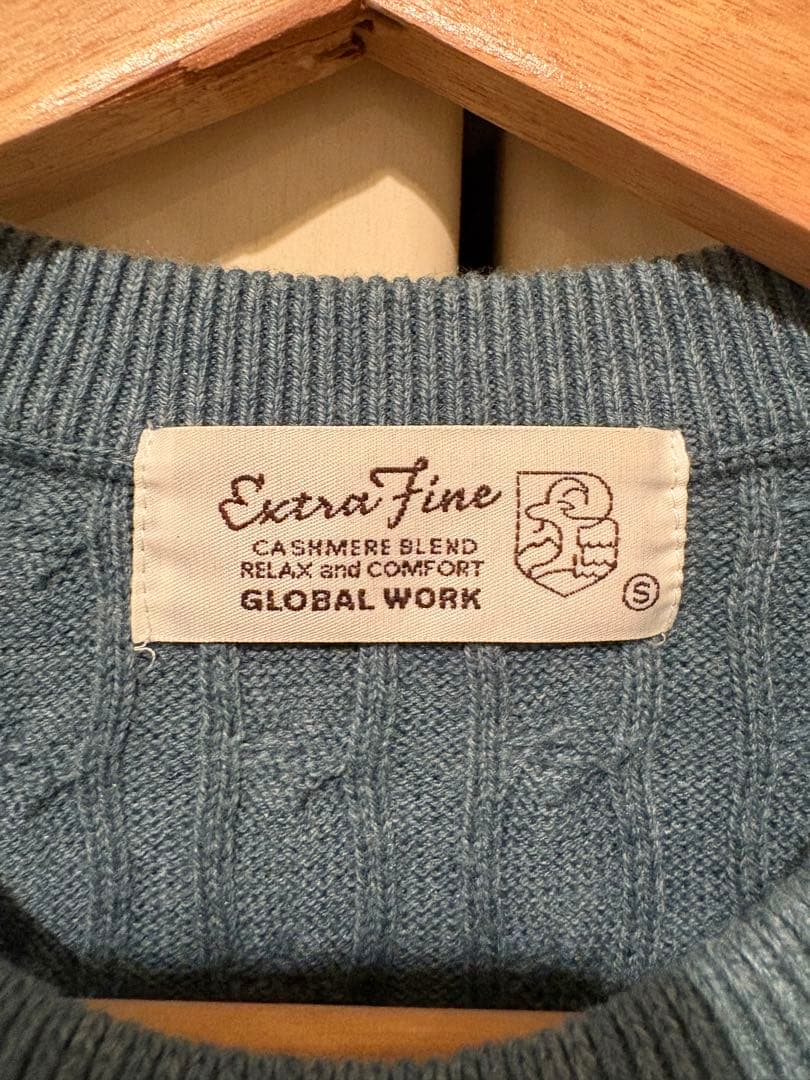 Extra Fine
CASHMERE BLEND
RELAX and COMFORT
GLOBAL WORK
S